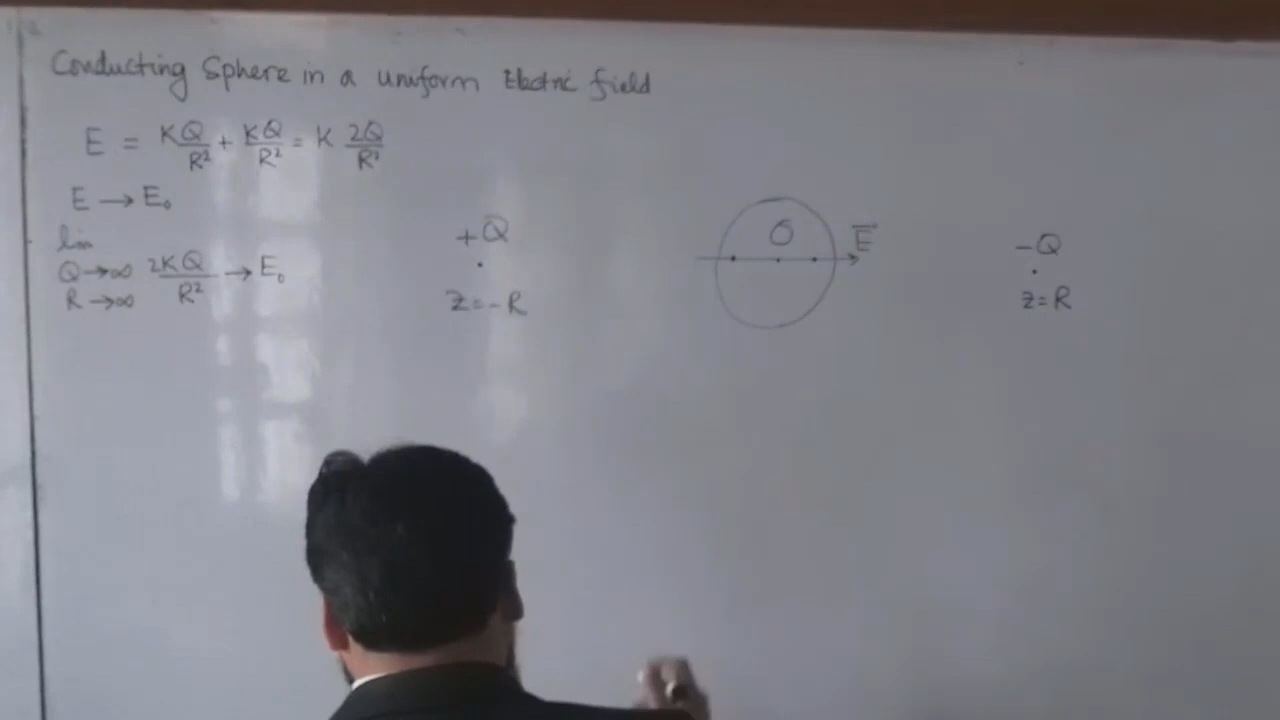 Conducting Sphere in a uniform Electric field
E = KQ/R² + KQ/R² = K 2Q/R²
E → E₀
lim Q→∞ R→∞ 2KQ/R² → E₀
+Q
z = -R
O
E̅
-Q
z = R